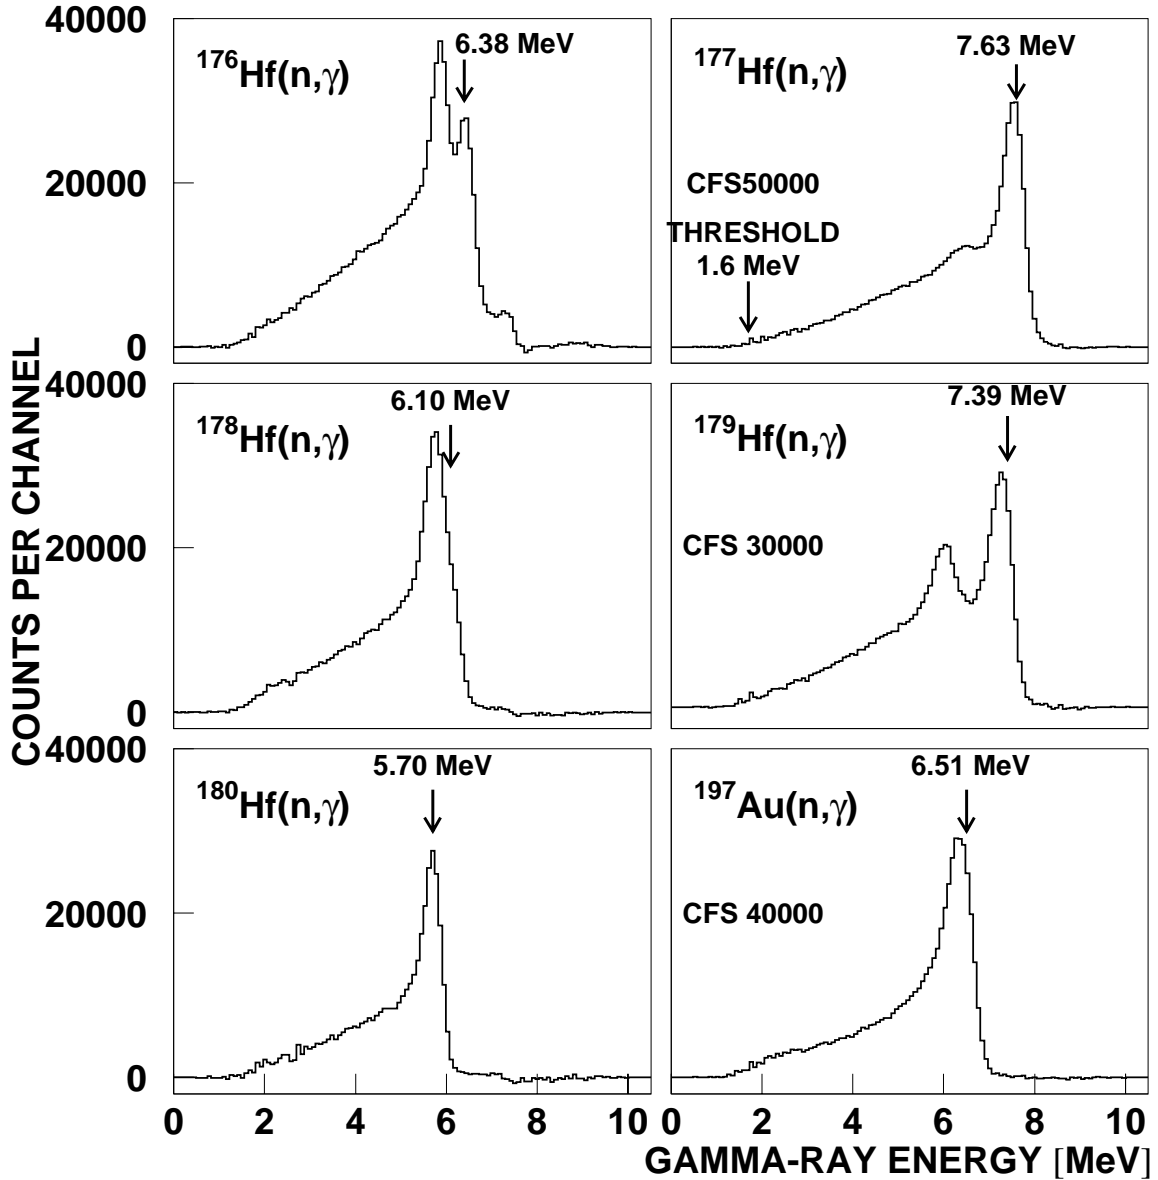 COUNTS PER CHANNEL
40000
20000
0
¹⁷⁶Hf(n,γ)
6.38 MeV
¹⁷⁷Hf(n,γ)
7.63 MeV
CFS50000
THRESHOLD
1.6 MeV
40000
20000
0
¹⁷⁸Hf(n,γ)
6.10 MeV
¹⁷⁹Hf(n,γ)
7.39 MeV
CFS 30000
40000
20000
0
¹⁸⁰Hf(n,γ)
5.70 MeV
¹⁹⁷Au(n,γ)
6.51 MeV
CFS 40000
0 2 4 6 8 10 0 2 4 6 8 10
GAMMA-RAY ENERGY [MeV]